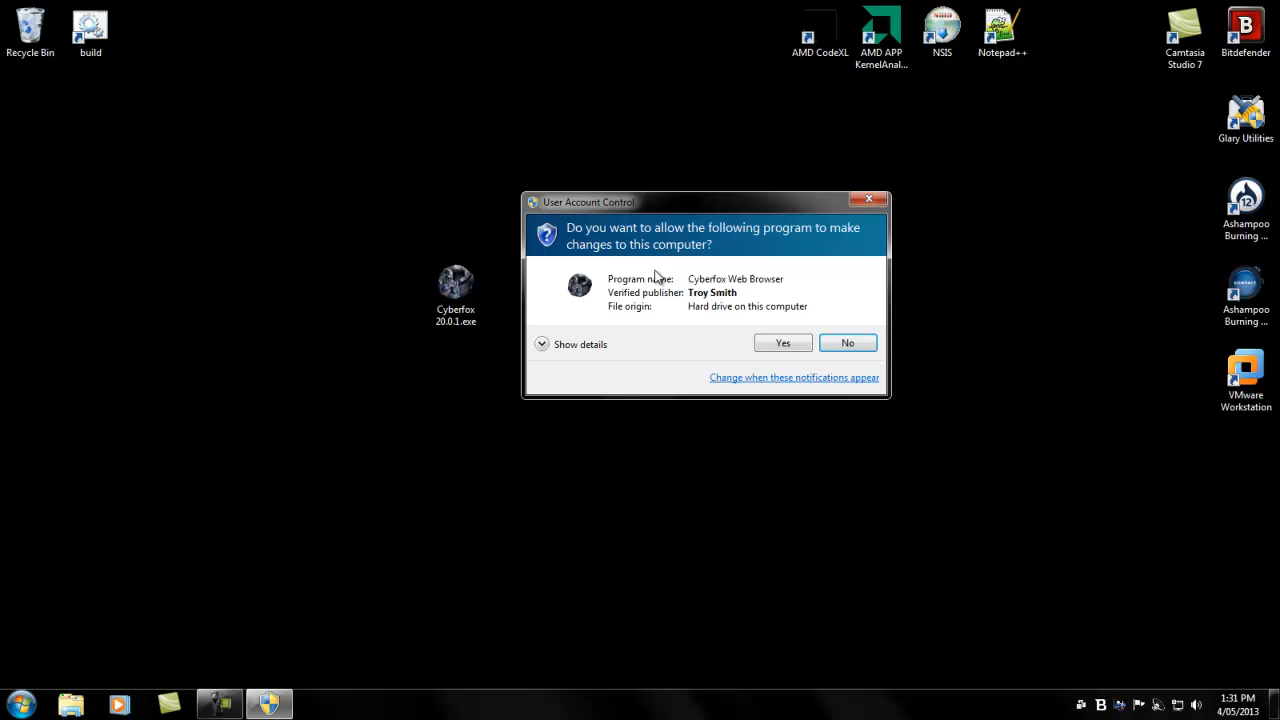 Recycle Bin
build
AMD CodeXL
AMD APP
KernelAnal...
NSIS
Notepad++
Camtasia
Studio 7
B
Bitdefender
Glary Utilities
12
Ashampoo
Burning ...
COMPACT
Ashampoo
Burning ...
VMware
Workstation
Cyberfox
20.0.1.exe
User Account Control
Do you want to allow the following program to make
changes to this computer?
Program name: Cyberfox Web Browser
Verified publisher: Troy Smith
File origin: Hard drive on this computer
Show details
Yes
No
Change when these notifications appear
B
1:31 PM
4/05/2013